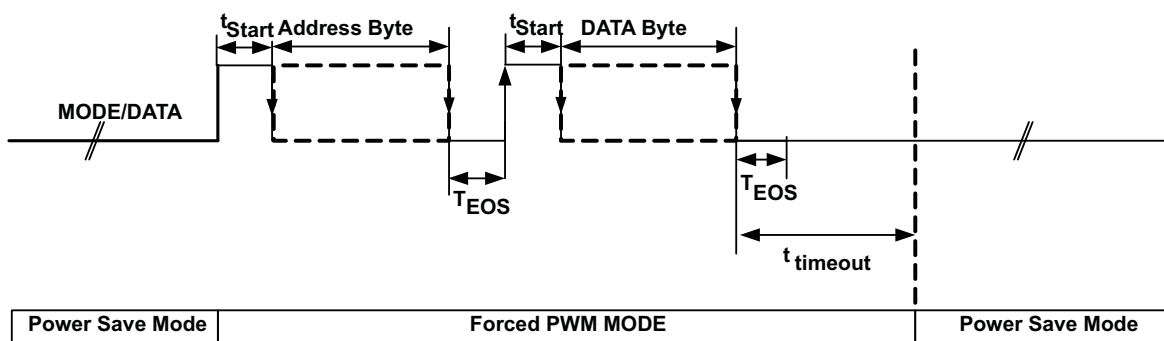 tStart Address Byte tStart DATA Byte
MODE/DATA
TEOS TEOS
t timeout
Power Save Mode Forced PWM MODE Power Save Mode